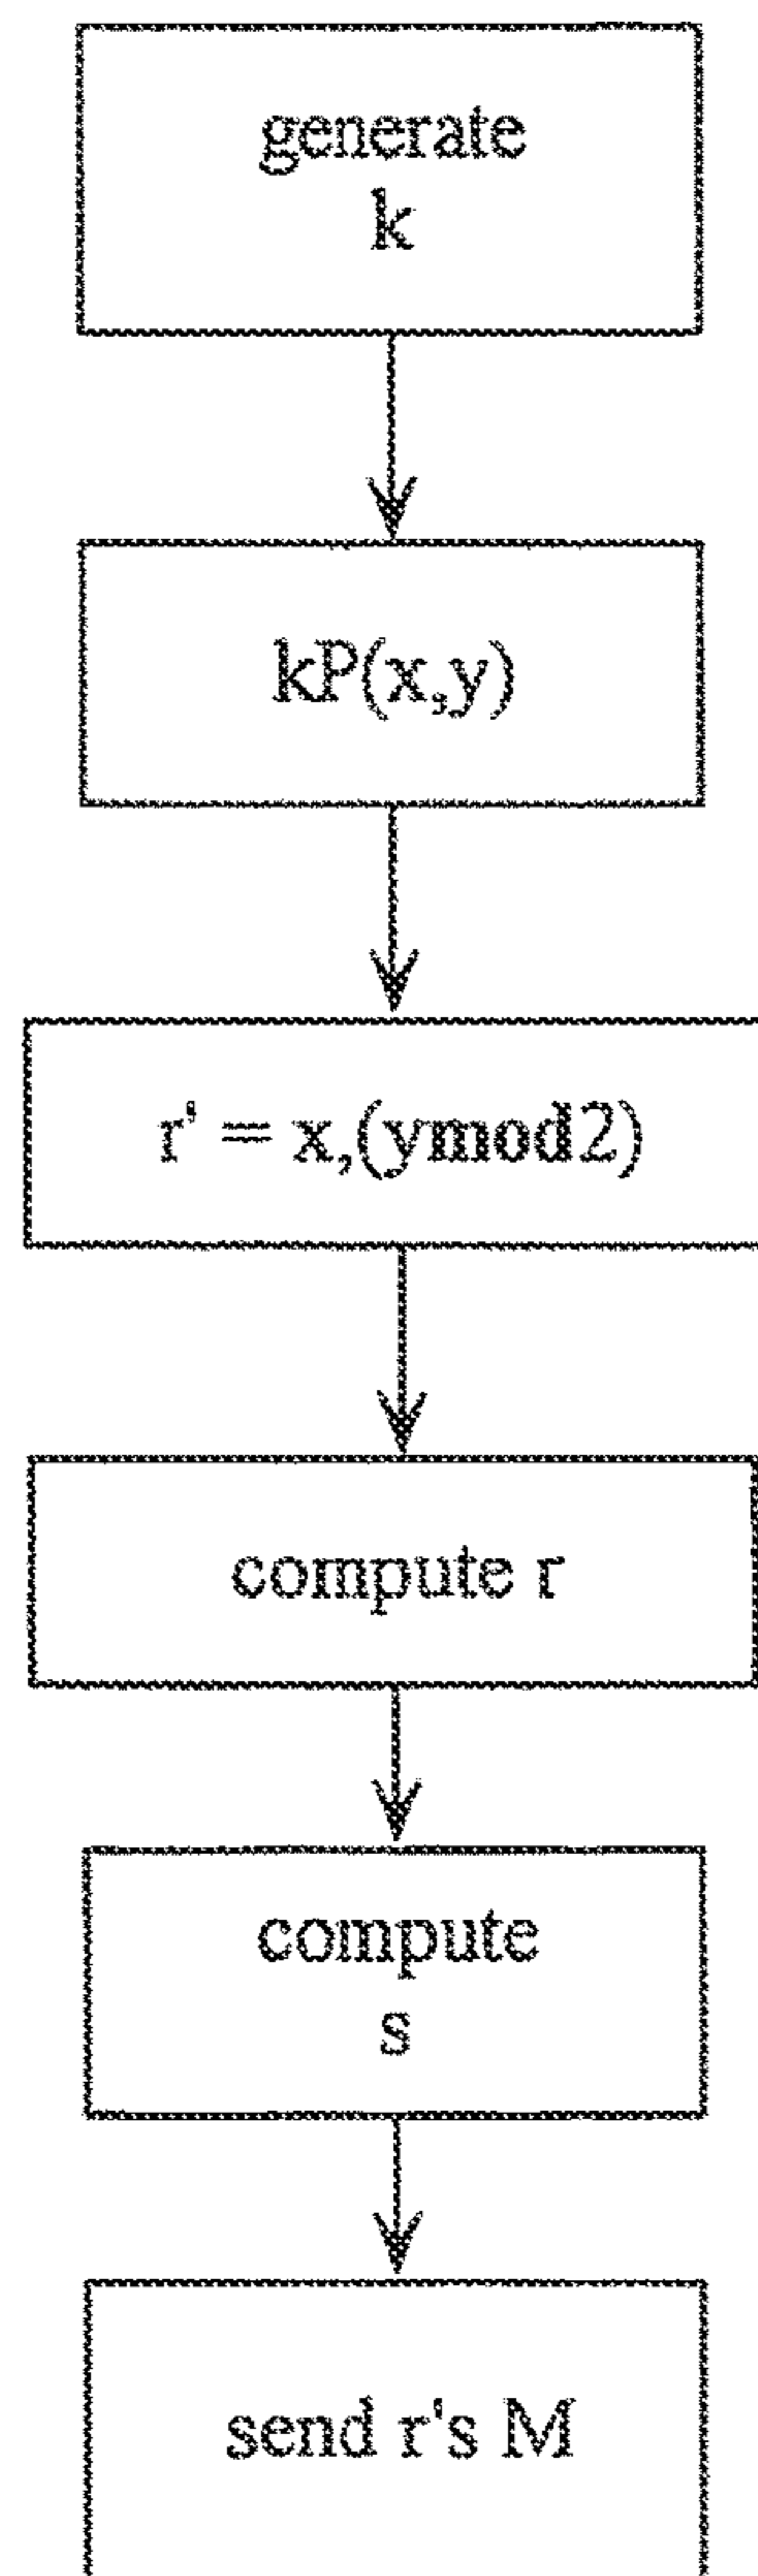 generate
k
kP(x,y)
r' = x,(ymod2)
compute r
compute
s
send r's M